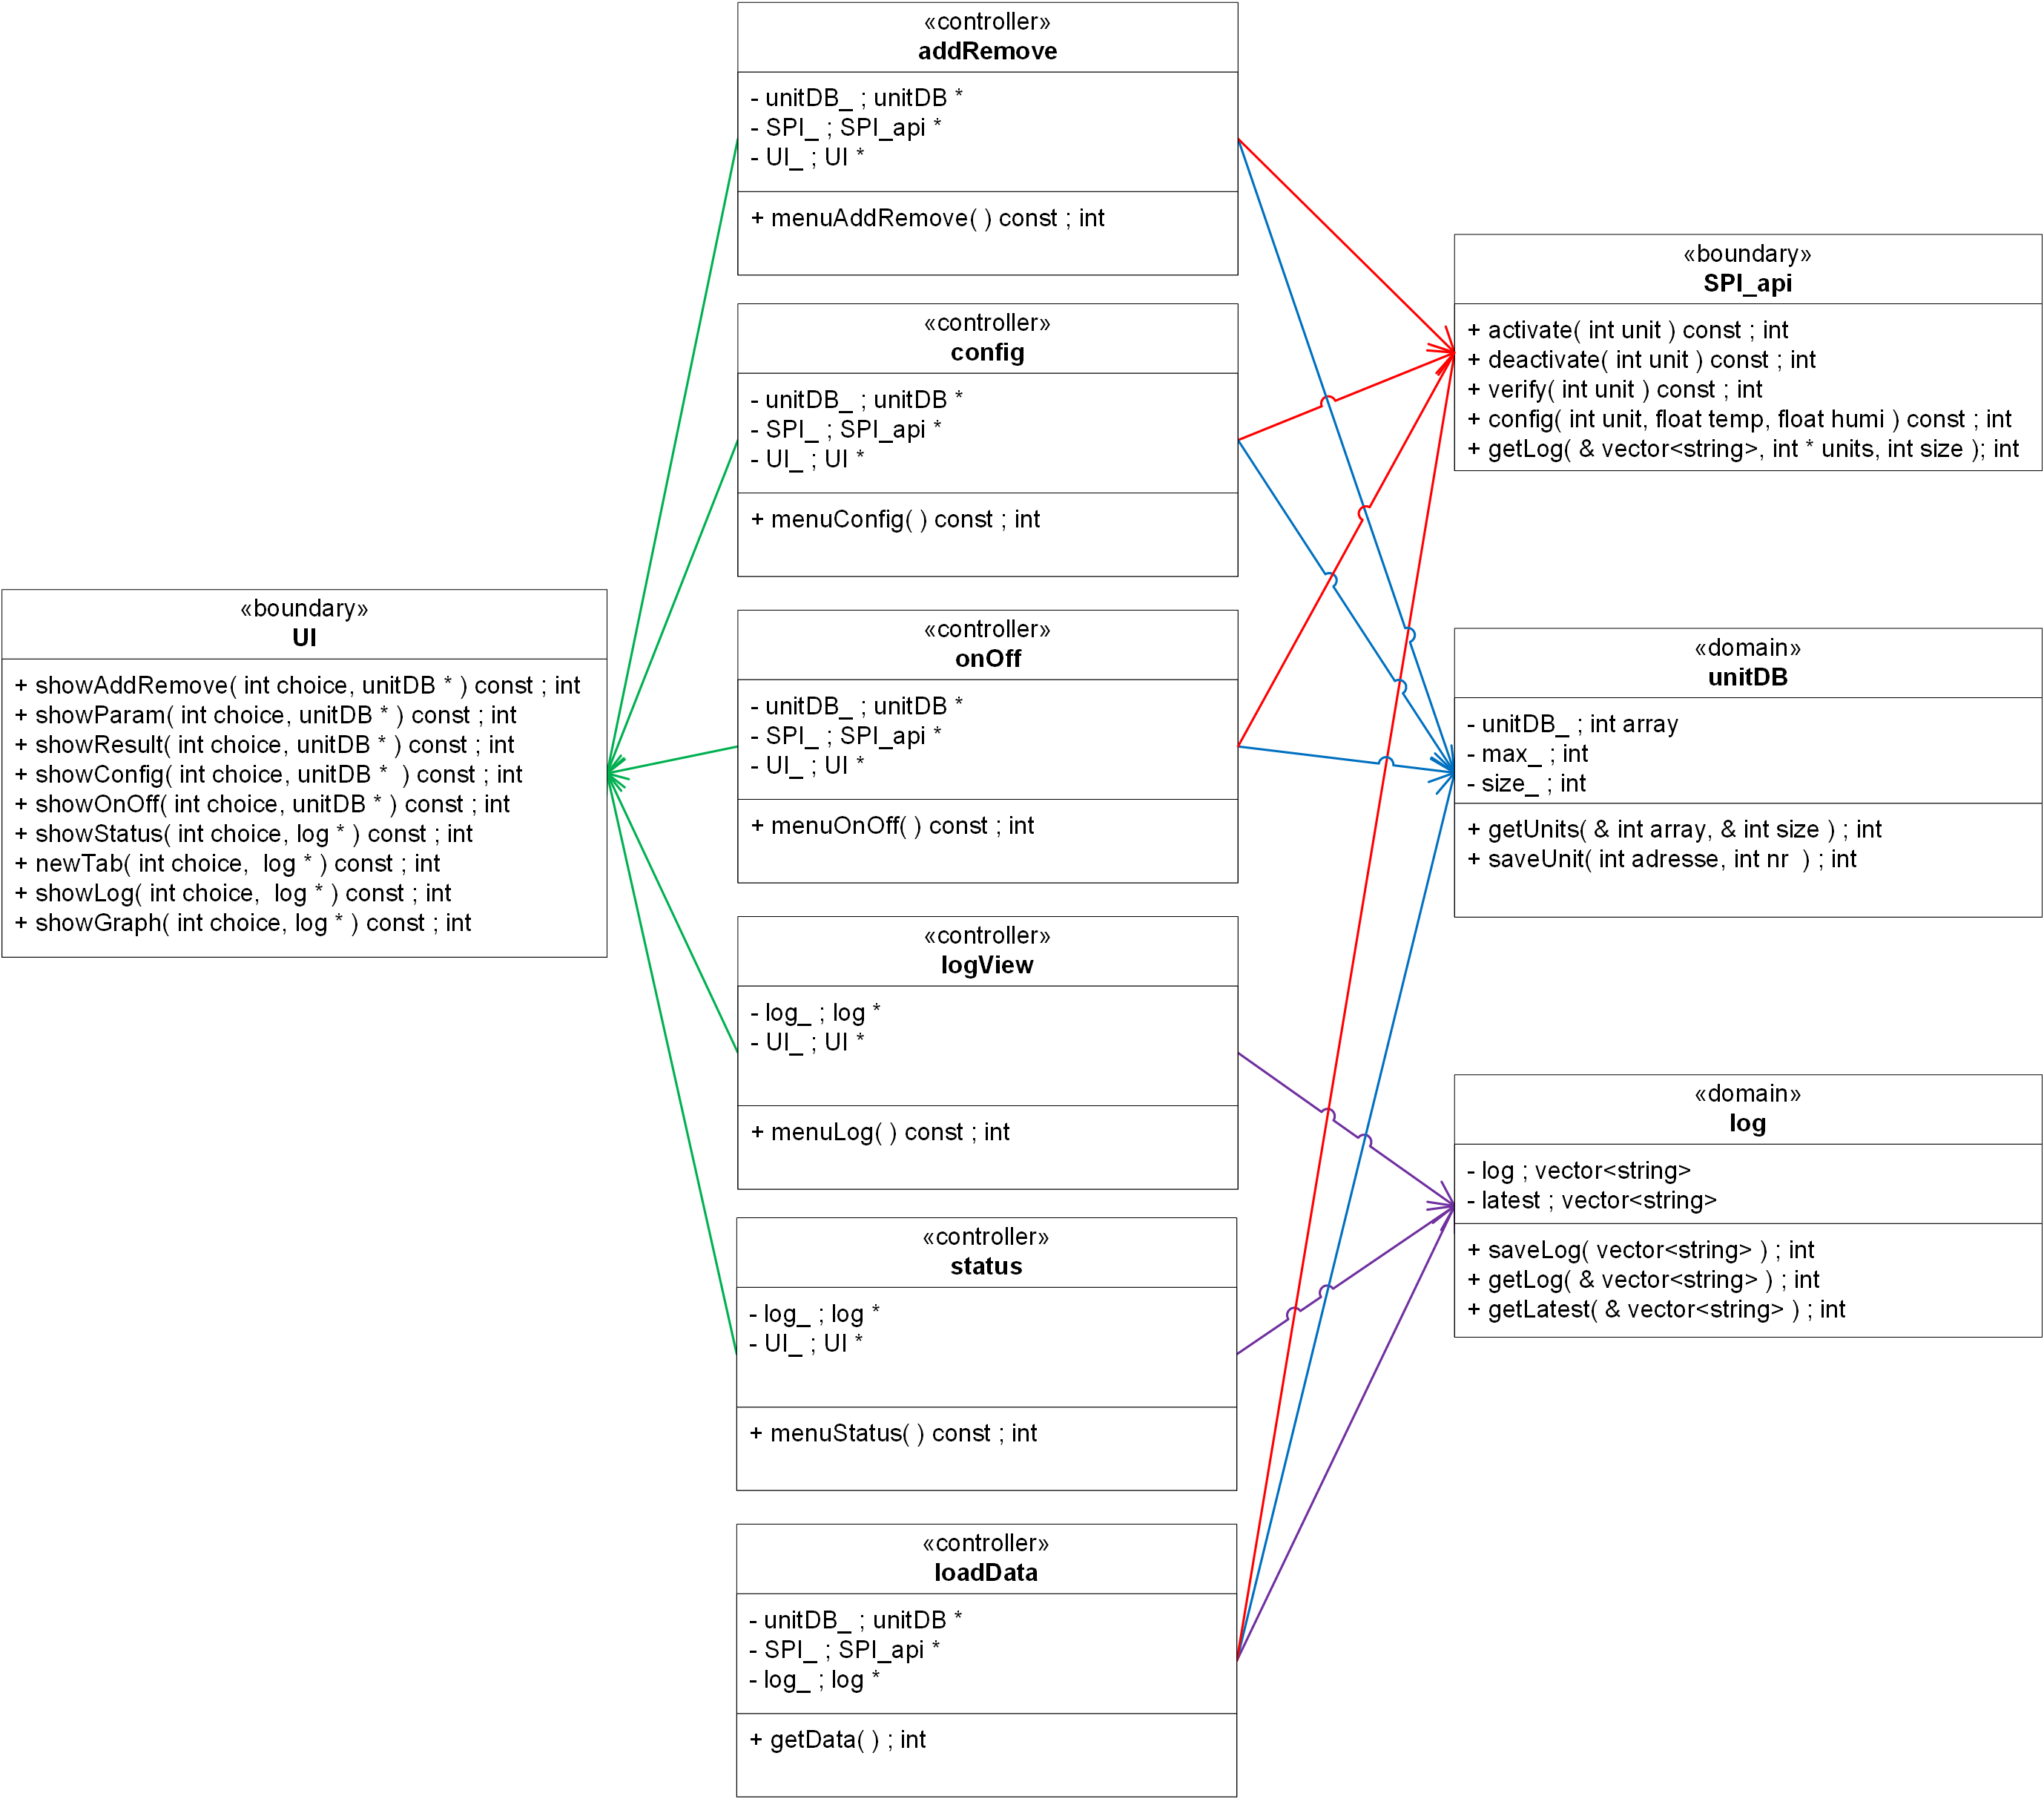 «controller»
addRemove
- unitDB_ ; unitDB *
- SPI_ ; SPI_api *
- UI_ ; UI *
+ menuAddRemove( ) const ; int
«controller»
config
- unitDB_ ; unitDB *
- SPI_ ; SPI_api *
- UI_ ; UI *
+ menuConfig( ) const ; int
«controller»
onOff
- unitDB_ ; unitDB *
- SPI_ ; SPI_api *
- UI_ ; UI *
+ menuOnOff( ) const ; int
«controller»
logView
- log_ ; log *
- UI_ ; UI *
+ menuLog( ) const ; int
«controller»
status
- log_ ; log *
- UI_ ; UI *
+ menuStatus( ) const ; int
«controller»
loadData
- unitDB_ ; unitDB *
- SPI_ ; SPI_api *
- log_ ; log *
+ getData( ) ; int
«boundary»
UI
+ showAddRemove( int choice, unitDB * ) const ; int
+ showParam( int choice, unitDB * ) const ; int
+ showResult( int choice, unitDB * ) const ; int
+ showConfig( int choice, unitDB *  ) const ; int
+ showOnOff( int choice, unitDB * ) const ; int
+ showStatus( int choice, log * ) const ; int
+ newTab( int choice,  log * ) const ; int
+ showLog( int choice,  log * ) const ; int
+ showGraph( int choice, log * ) const ; int
«boundary»
SPI_api
+ activate( int unit ) const ; int
+ deactivate( int unit ) const ; int
+ verify( int unit ) const ; int
+ config( int unit, float temp, float humi ) const ; int
+ getLog( & vector<string>, int * units, int size ); int
«domain»
unitDB
- unitDB_ ; int array
- max_ ; int
- size_ ; int
+ getUnits( & int array, & int size ) ; int
+ saveUnit( int adresse, int nr  ) ; int
«domain»
log
- log ; vector<string>
- latest ; vector<string>
+ saveLog( vector<string> ) ; int
+ getLog( & vector<string> ) ; int
+ getLatest( & vector<string> ) ; int